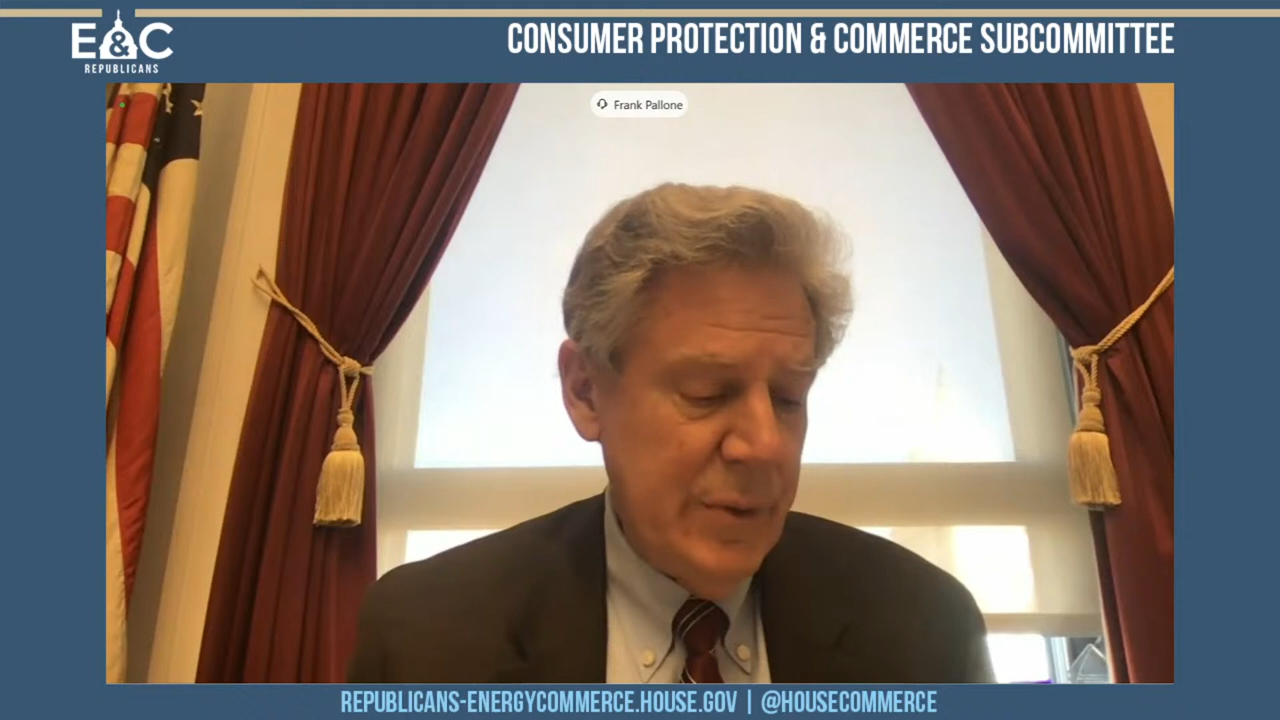 E&C
REPUBLICANS
CONSUMER PROTECTION & COMMERCE SUBCOMMITTEE
Frank Pallone
REPUBLICANS-ENERGYCOMMERCE.HOUSE.GOV | @HOUSECOMMERCE